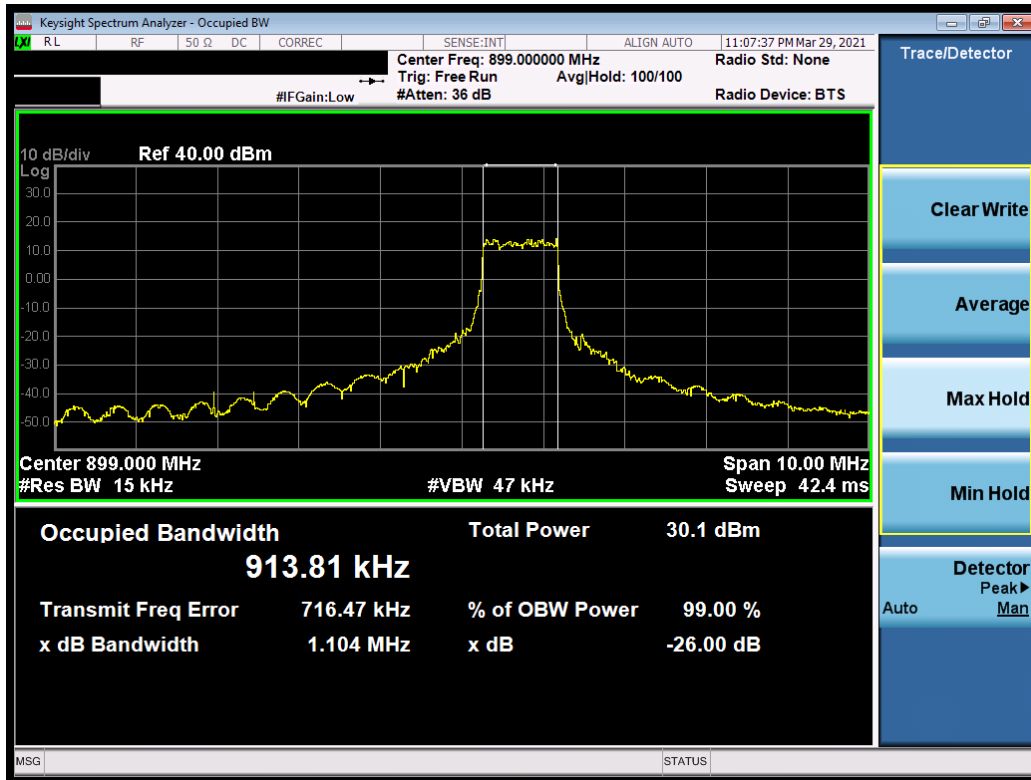 Keysight Spectrum Analyzer - Occupied BW
LXI RL RF 50 Ω DC CORREC SENSE:INT ALIGN AUTO 11:07:37 PM Mar 29, 2021
Center Freq: 899.000000 MHz Radio Std: None
Trig: Free Run Avg|Hold: 100/100
#IFGain:Low #Atten: 36 dB Radio Device: BTS
Trace/Detector
10 dB/div Ref 40.00 dBm
Log
30.0
20.0
10.0
0.00
-10.0
-20.0
-30.0
-40.0
-50.0
Center 899.000 MHz Span 10.00 MHz
#Res BW 15 kHz #VBW 47 kHz Sweep 42.4 ms
Occupied Bandwidth Total Power 30.1 dBm
913.81 kHz
Transmit Freq Error 716.47 kHz % of OBW Power 99.00 %
x dB Bandwidth 1.104 MHz x dB -26.00 dB
Clear Write
Average
Max Hold
Min Hold
Detector
Peak
Auto Man
MSG STATUS